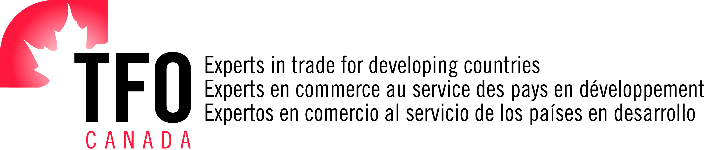 TFO
CANADA
Experts in trade for developing countries
Experts en commerce au service des pays en développement
Expertos en comercio al servicio de los países en desarrollo